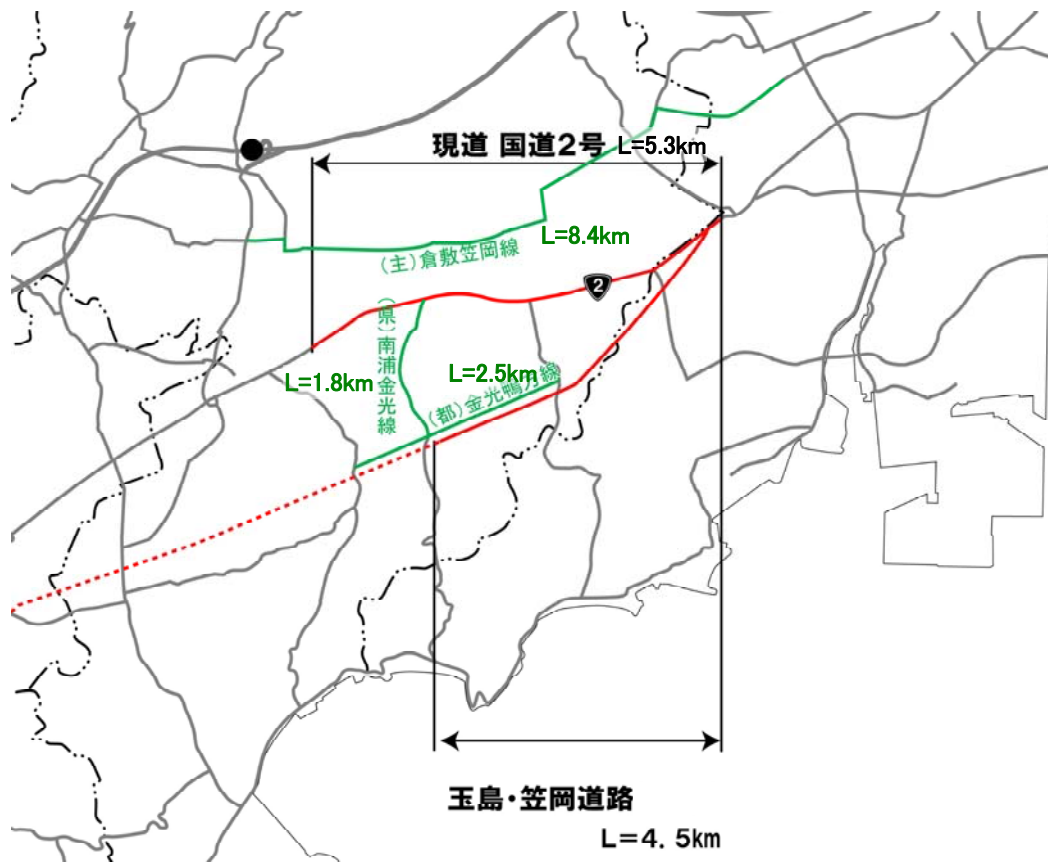 現道 国道2号 L=5.3km
L=8.4km
(主)倉敷笠岡線
2
(県)南浦金光線
L=1.8km
L=2.5km
(都)金光鴨方線
玉島・笠岡道路
L=4.5km